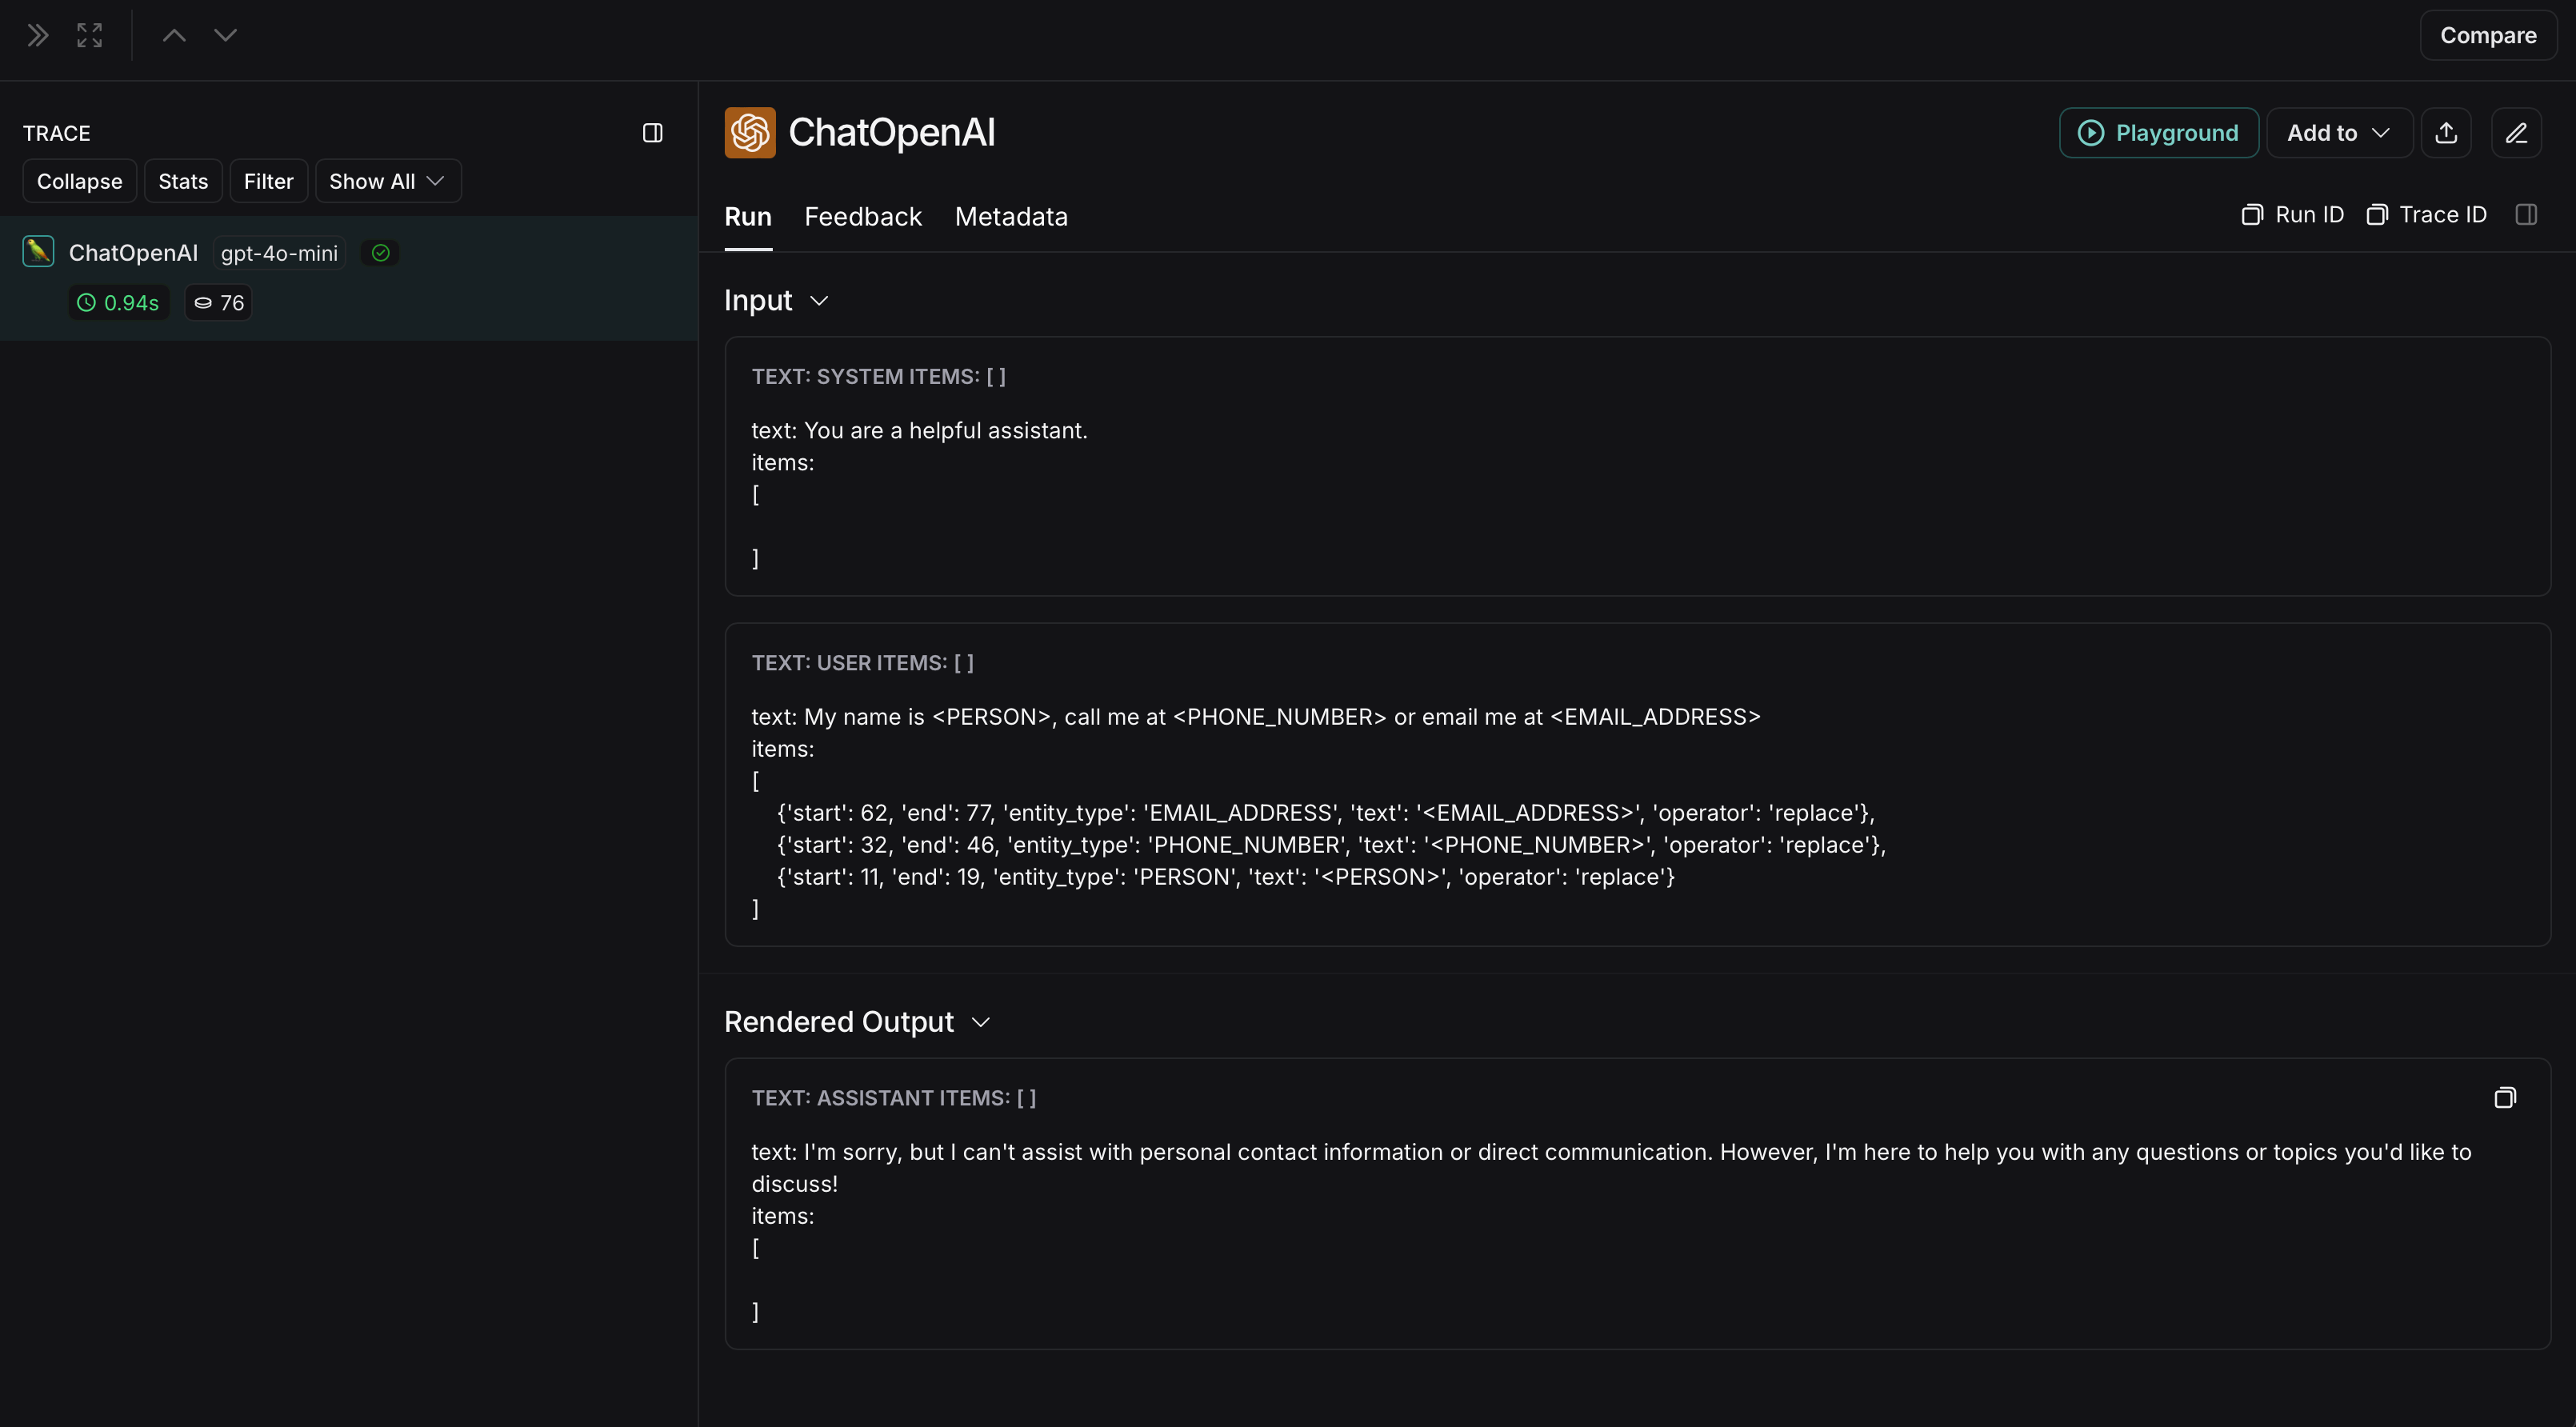 Compare
TRACE
Collapse
Stats
Filter
Show All
ChatOpenAI
gpt-4o-mini
0.94s
76
ChatOpenAI
Playground
Add to
Run
Feedback
Metadata
Run ID
Trace ID
Input
TEXT: SYSTEM ITEMS: [ ]
text: You are a helpful assistant.
items:
[
]
TEXT: USER ITEMS: [ ]
text: My name is <PERSON>, call me at <PHONE_NUMBER> or email me at <EMAIL_ADDRESS>
items:
[
{'start': 62, 'end': 77, 'entity_type': 'EMAIL_ADDRESS', 'text': '<EMAIL_ADDRESS>', 'operator': 'replace'},
{'start': 32, 'end': 46, 'entity_type': 'PHONE_NUMBER', 'text': '<PHONE_NUMBER>', 'operator': 'replace'},
{'start': 11, 'end': 19, 'entity_type': 'PERSON', 'text': '<PERSON>', 'operator': 'replace'}
]
Rendered Output
TEXT: ASSISTANT ITEMS: [ ]
text: I'm sorry, but I can't assist with personal contact information or direct communication. However, I'm here to help you with any questions or topics you'd like to
discuss!
items:
[
]